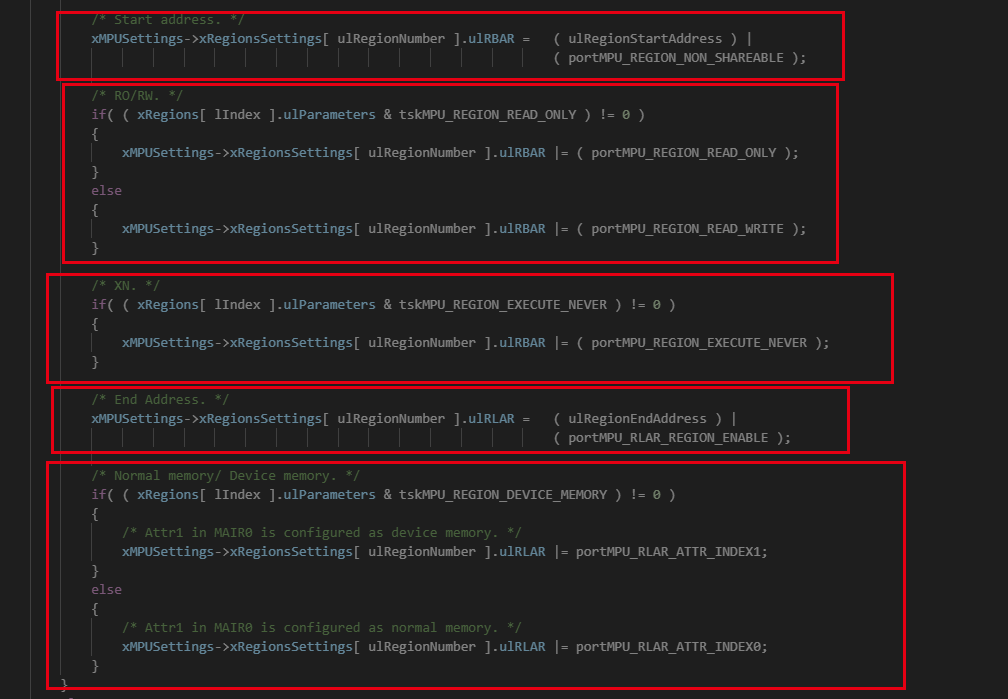 /* Start address. */
xMPUSettings->xRegionsSettings[ ulRegionNumber ].ulRBAR =   ( ulRegionStartAddress ) |
( portMPU_REGION_NON_SHAREABLE );
/* RO/RW. */
if( ( xRegions[ lIndex ].ulParameters & tskMPU_REGION_READ_ONLY ) != 0 )
{
xMPUSettings->xRegionsSettings[ ulRegionNumber ].ulRBAR |= ( portMPU_REGION_READ_ONLY );
}
else
{
xMPUSettings->xRegionsSettings[ ulRegionNumber ].ulRBAR |= ( portMPU_REGION_READ_WRITE );
}
/* XN. */
if( ( xRegions[ lIndex ].ulParameters & tskMPU_REGION_EXECUTE_NEVER ) != 0 )
{
xMPUSettings->xRegionsSettings[ ulRegionNumber ].ulRBAR |= ( portMPU_REGION_EXECUTE_NEVER );
}
/* End Address. */
xMPUSettings->xRegionsSettings[ ulRegionNumber ].ulRLAR =   ( ulRegionEndAddress ) |
( portMPU_RLAR_REGION_ENABLE );
/* Normal memory/ Device memory. */
if( ( xRegions[ lIndex ].ulParameters & tskMPU_REGION_DEVICE_MEMORY ) != 0 )
{
/* Attr1 in MAIR0 is configured as device memory. */
xMPUSettings->xRegionsSettings[ ulRegionNumber ].ulRLAR |= portMPU_RLAR_ATTR_INDEX1;
}
else
{
/* Attr1 in MAIR0 is configured as normal memory. */
xMPUSettings->xRegionsSettings[ ulRegionNumber ].ulRLAR |= portMPU_RLAR_ATTR_INDEX0;
}
}